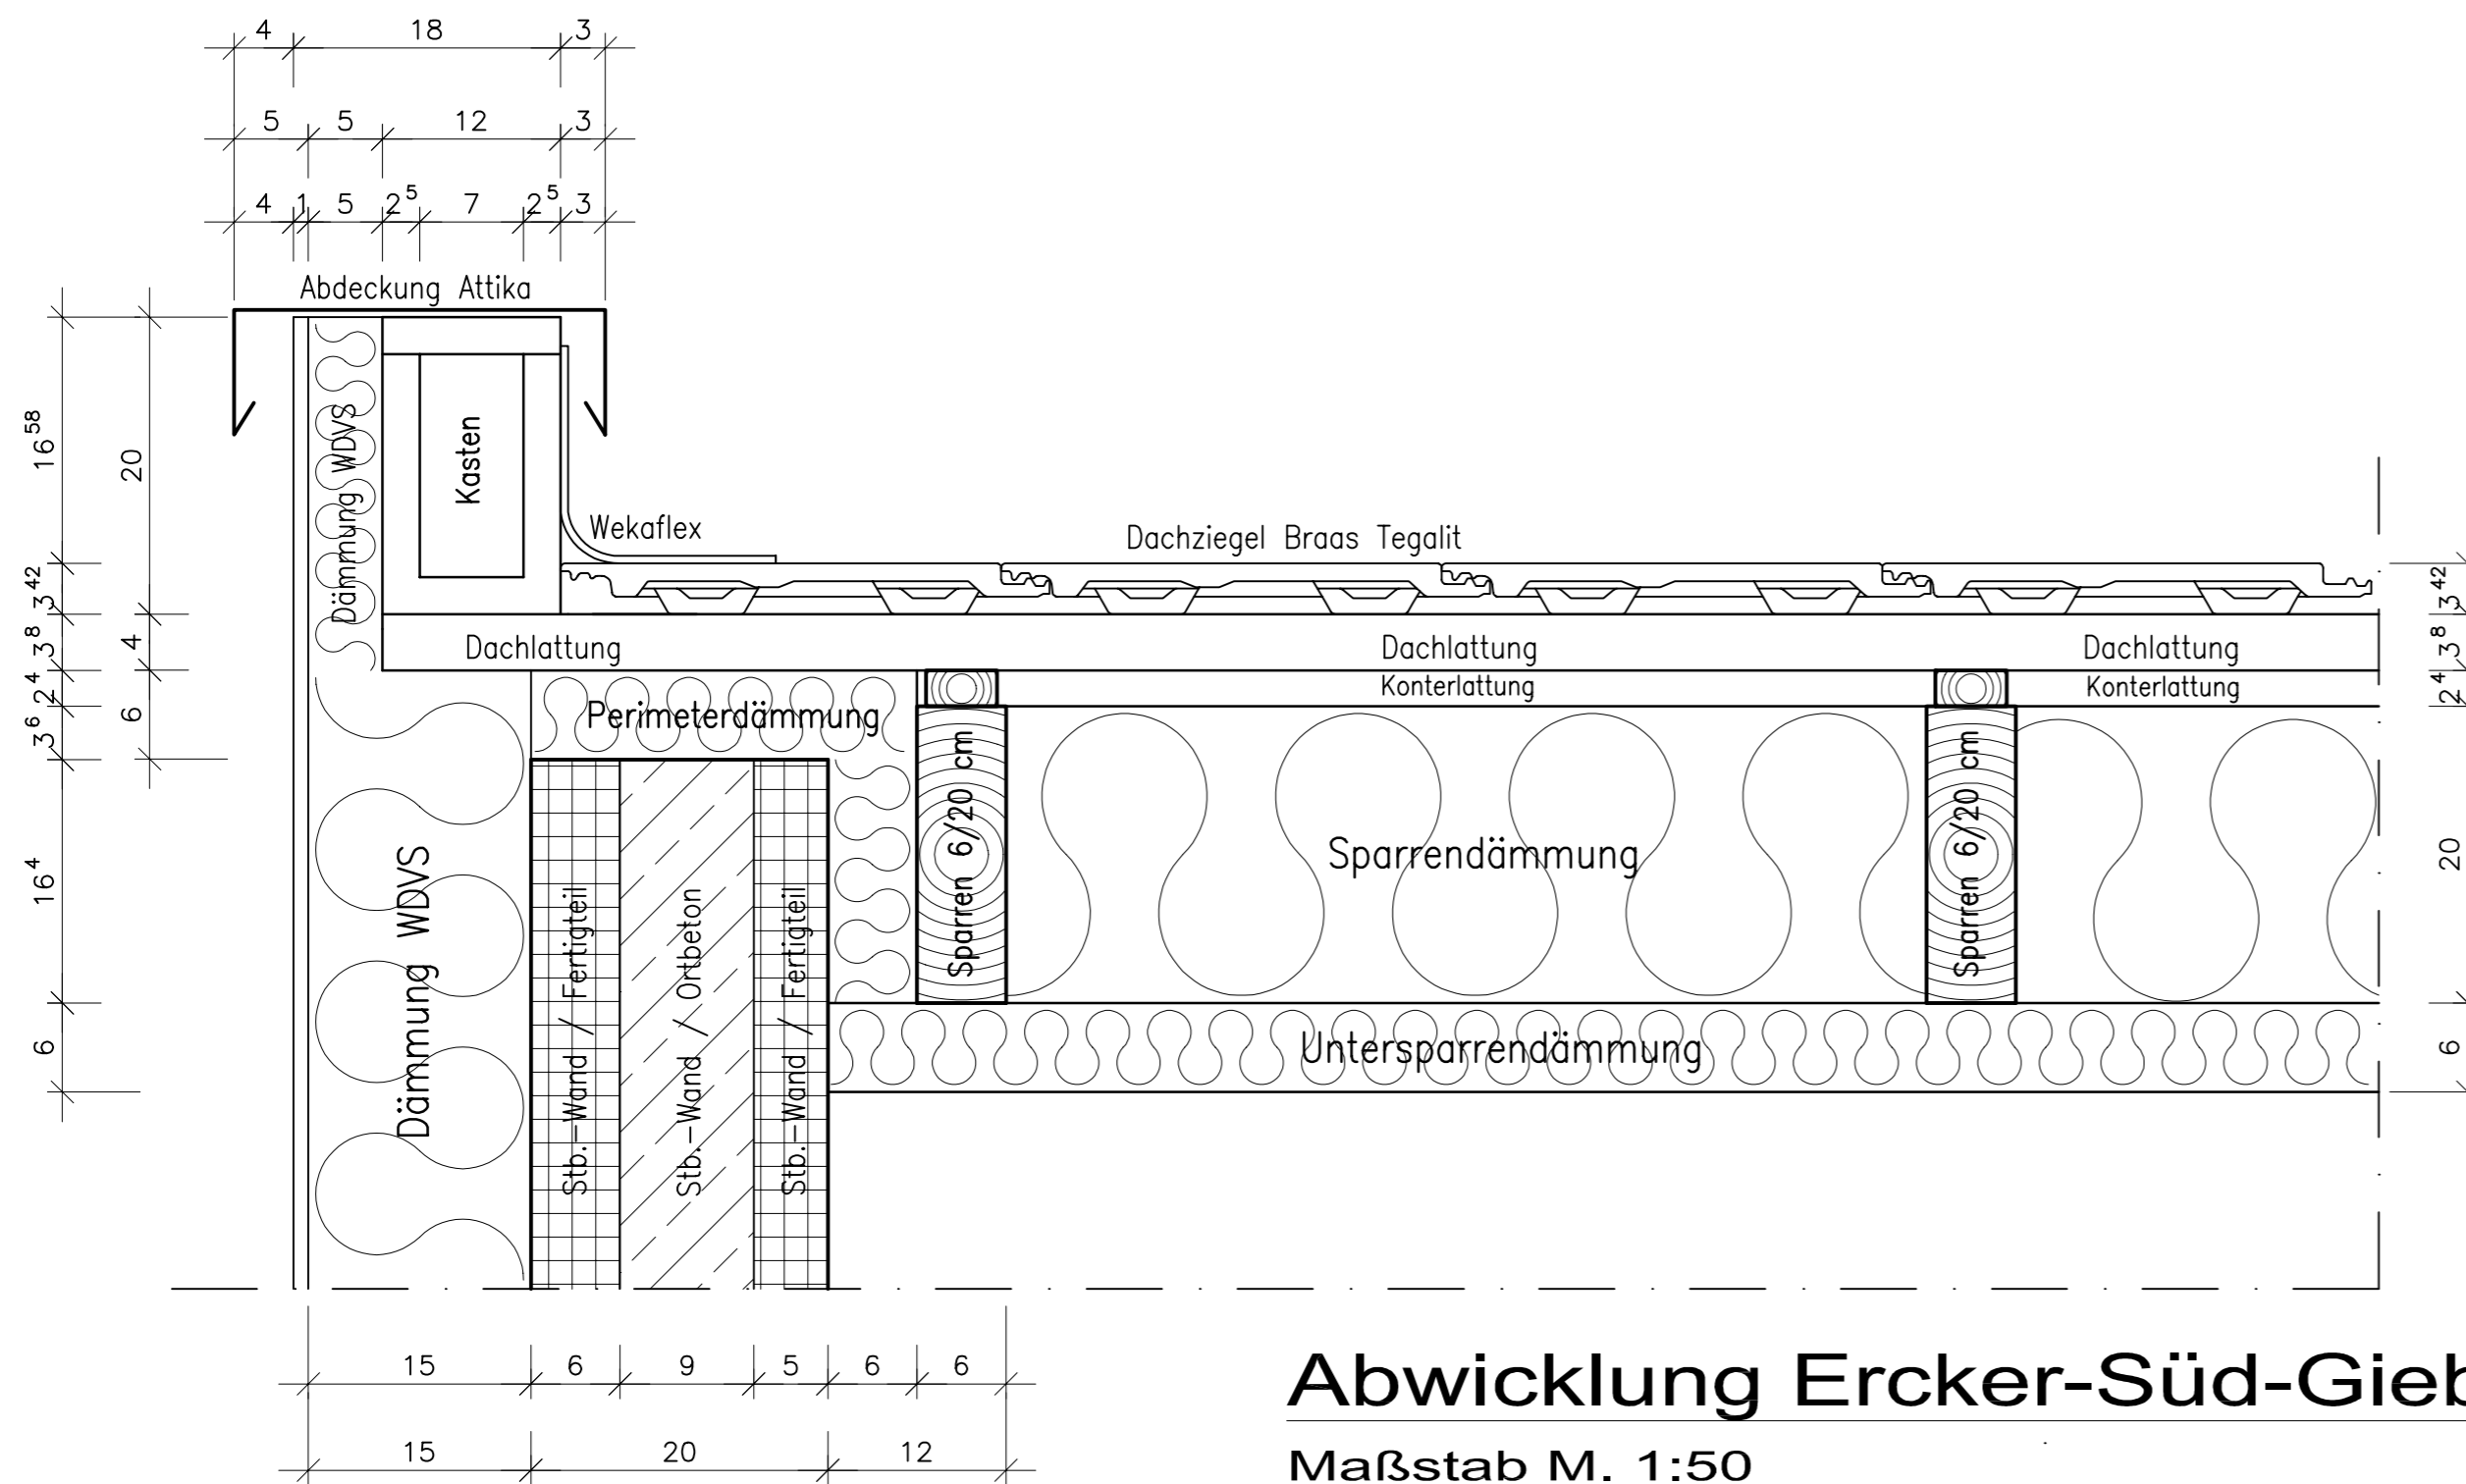 4 18 3
5 5 12 3
4 1 5 2⁵ 7 2⁵ 3
Abdeckung Attika
16⁵⁸
3⁴²
3⁸
2⁴
3⁶
16⁴
6
20
4
6
Dämmung WDVS
Kasten
Wekaflex
Dachziegel Braas Tegalit
Dachlattung
Dachlattung
Dachlattung
Konterlattung
Konterlattung
Perimeterdämmung
Dämmung WDVS
Stb.-Wand / Fertigteil
Stb.-Wand / Ortbeton
Stb.-Wand / Fertigteil
Sparren 6/20 cm
Sparrendämmung
Sparren 6/20 cm
Untersparrendämmung
3⁴²
3⁸
2⁴
20
6
15 6 9 5 6 6
15 20 12
Abwicklung Ercker-Süd-Gieb
Maßstab M. 1:50